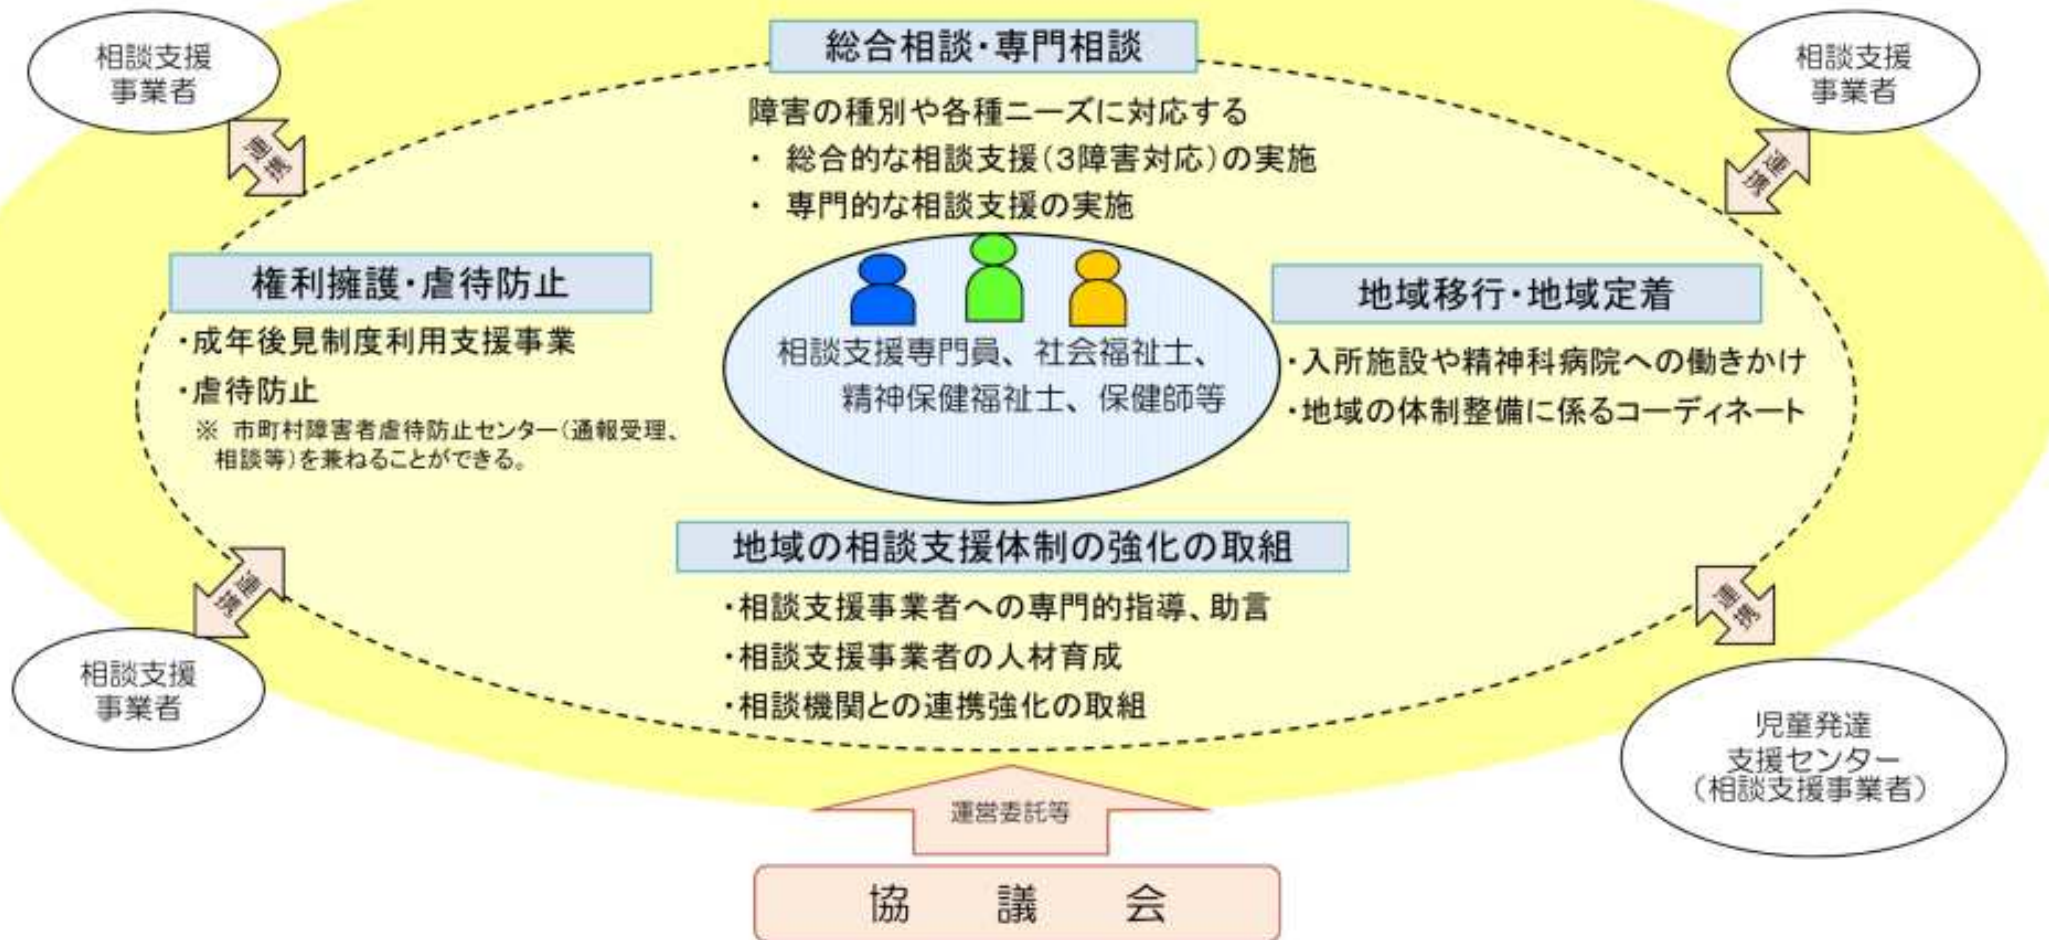 相談支援
事業者
総合相談・専門相談
相談支援
事業者
障害の種別や各種ニーズに対応する
・ 総合的な相談支援(3障害対応)の実施
・ 専門的な相談支援の実施
連携
連携
権利擁護・虐待防止
・成年後見制度利用支援事業
・虐待防止
※ 市町村障害者虐待防止センター(通報受理、
相談等)を兼ねることができる。
相談支援専門員、社会福祉士、
精神保健福祉士、保健師等
地域移行・地域定着
・入所施設や精神科病院への働きかけ
・地域の体制整備に係るコーディネート
地域の相談支援体制の強化の取組
・相談支援事業者への専門的指導、助言
・相談支援事業者の人材育成
・相談機関との連携強化の取組
連携
連携
相談支援
事業者
児童発達
支援センター
(相談支援事業者)
運営委託等
協 議 会